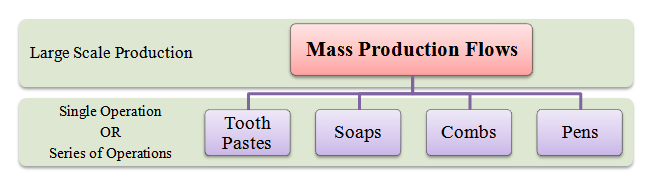 Large Scale Production
Mass Production Flows
Single Operation
OR
Series of Operations
Tooth
Pastes
Soaps
Combs
Pens